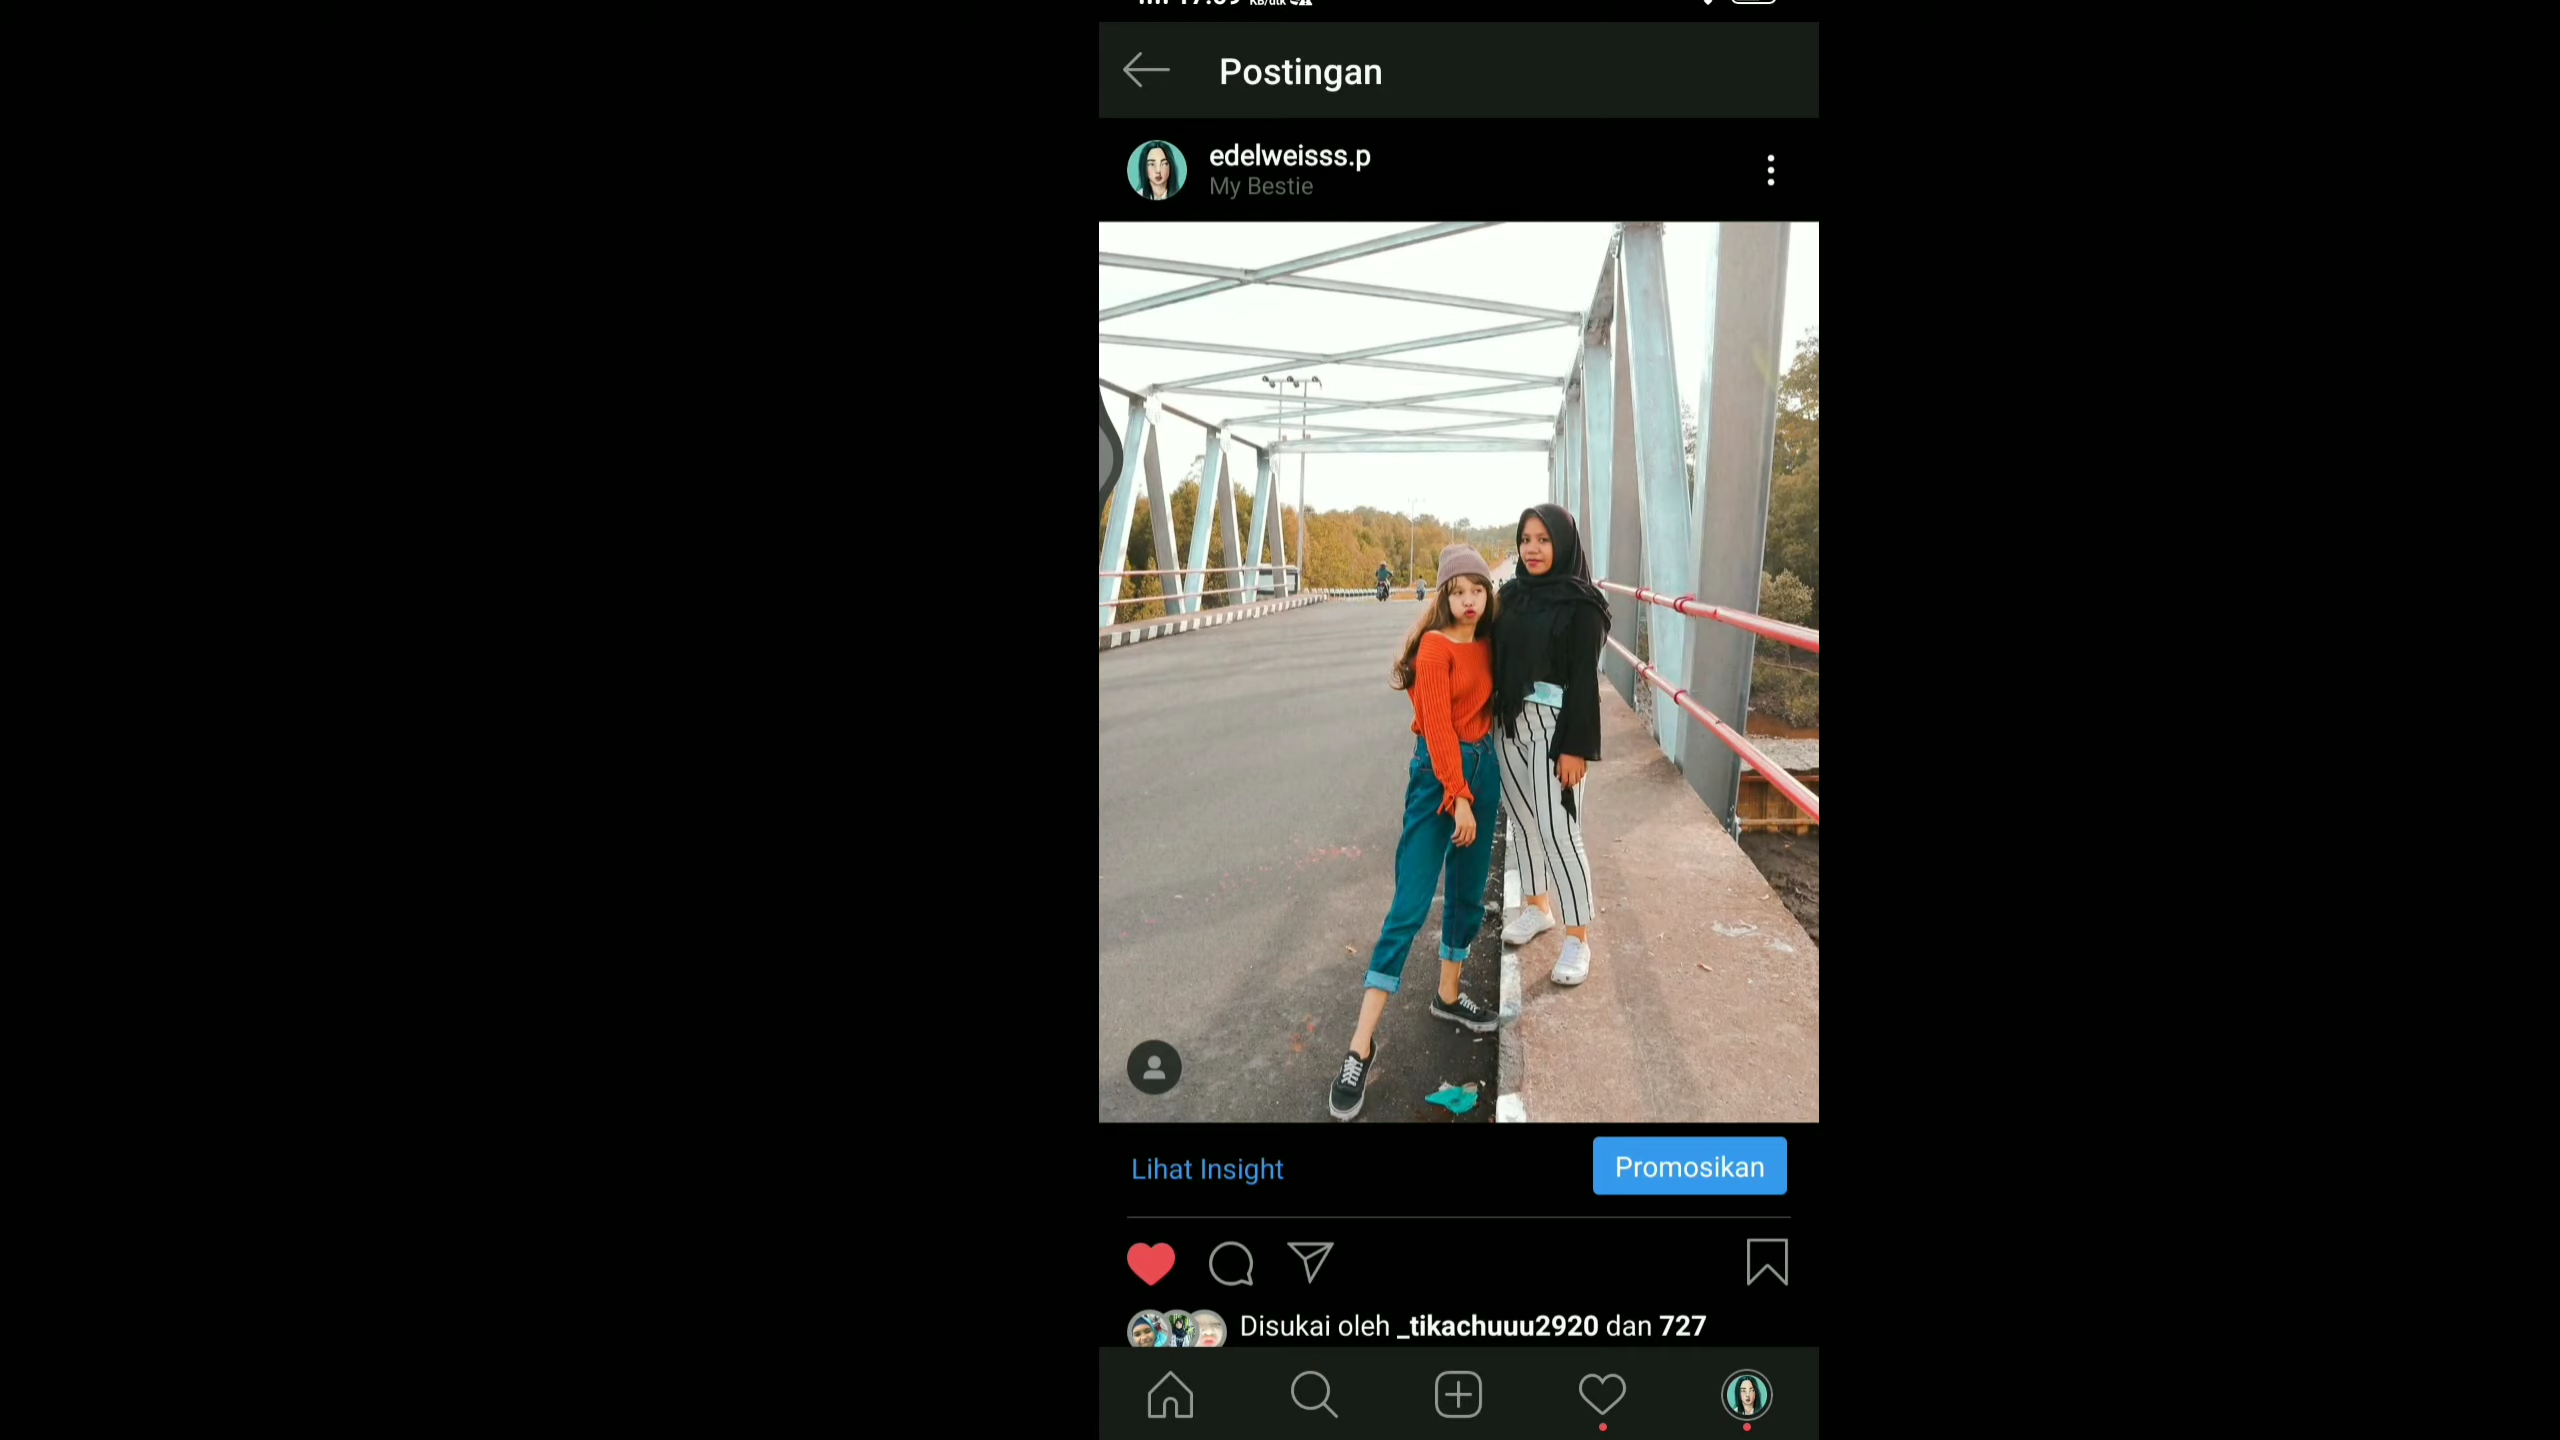 Postingan
edelweisss.p
My Bestie
Lihat Insight
Promosikan
Disukai oleh _tikachuuu2920 dan 727